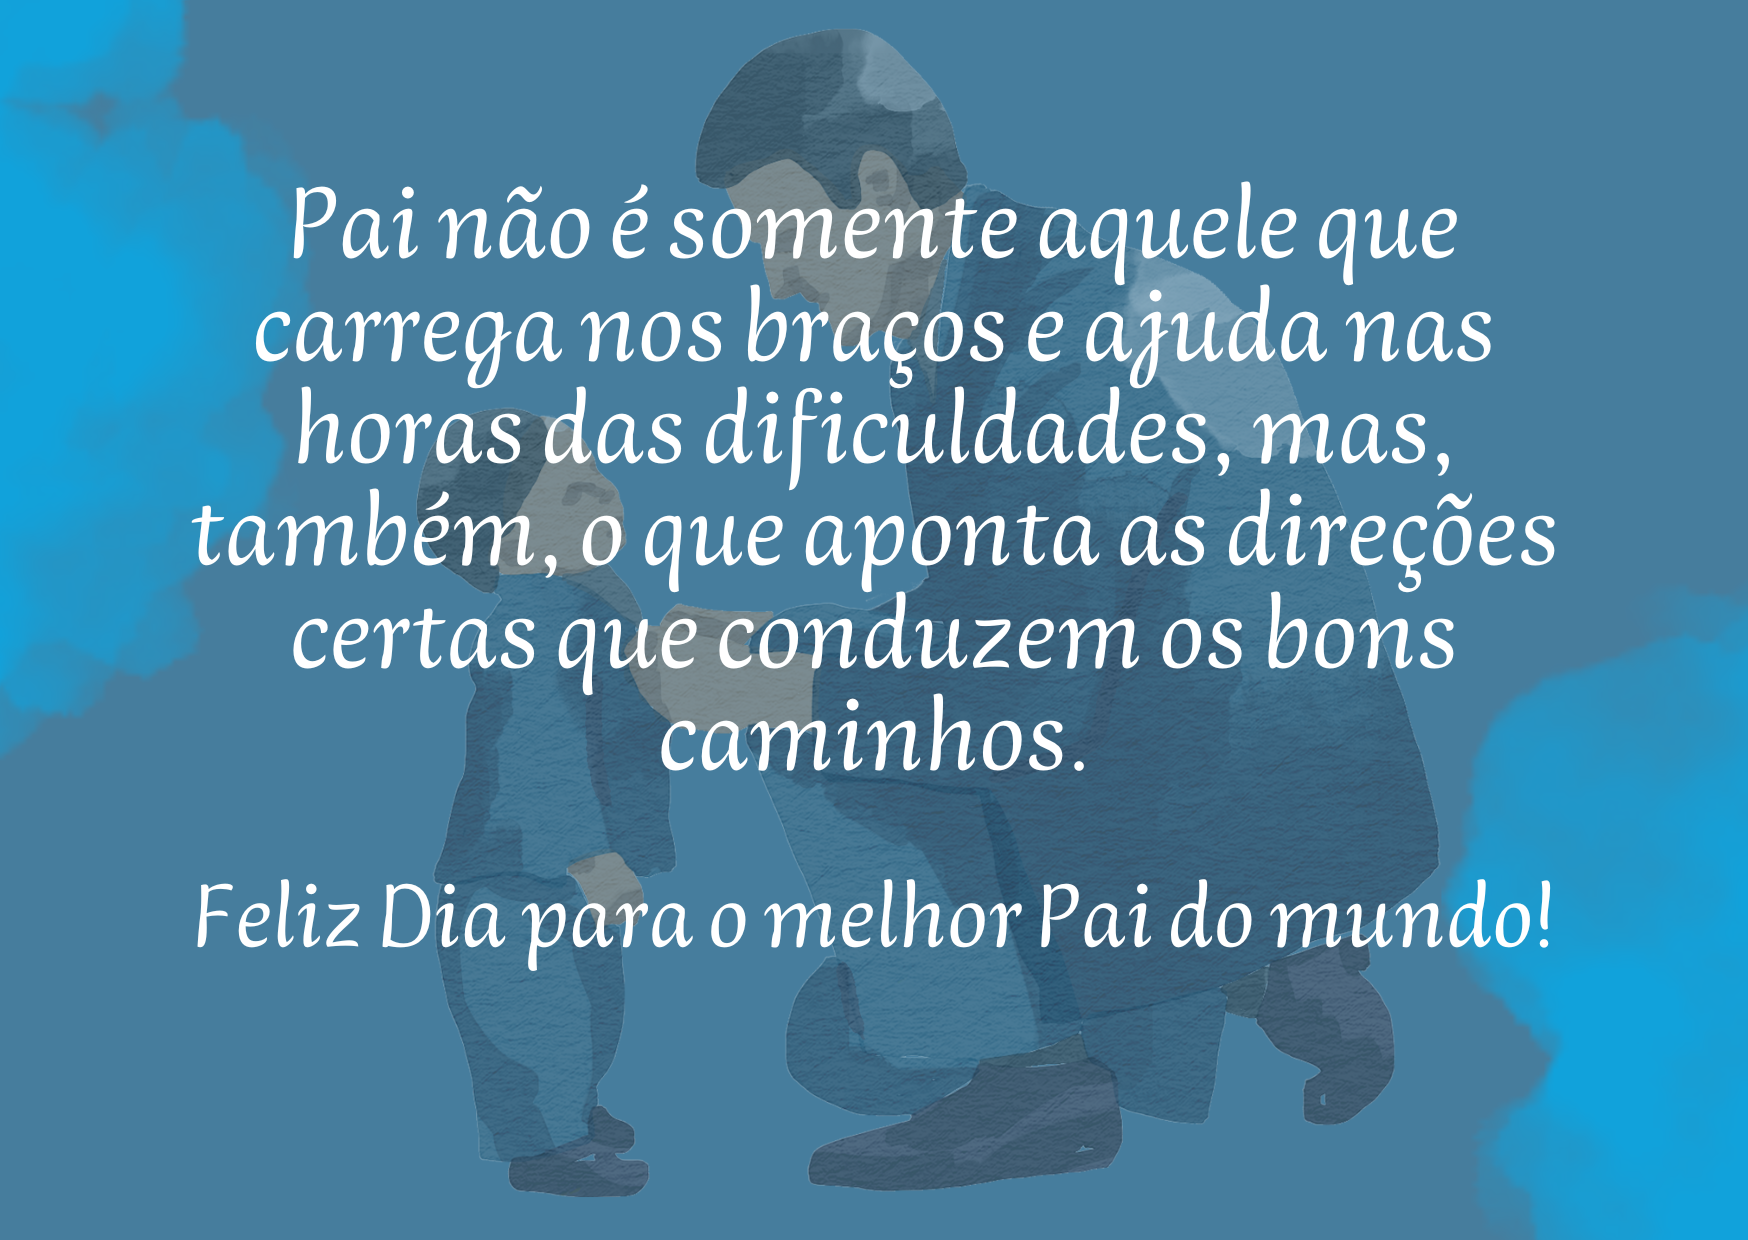 Pai não é somente aquele que
carrega nos braços e ajuda nas
horas das dificuldades, mas,
também, o que aponta as direções
certas que conduzem os bons
caminhos.
Feliz Dia para o melhor Pai do mundo!